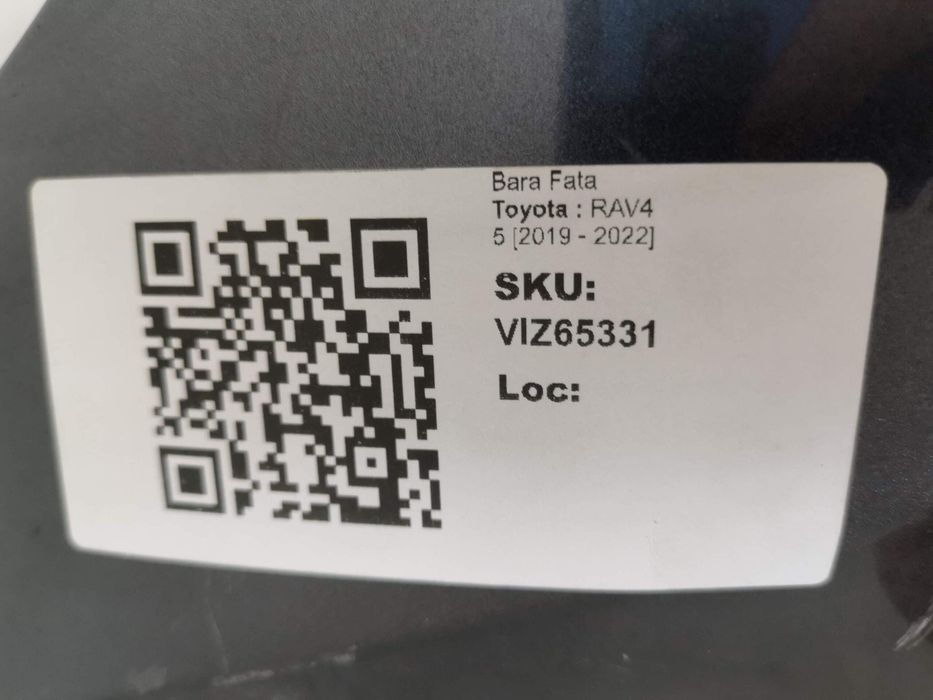 Bara Fata
Toyota : RAV4
5 [2019 - 2022]
SKU:
VIZ65331
Loc: